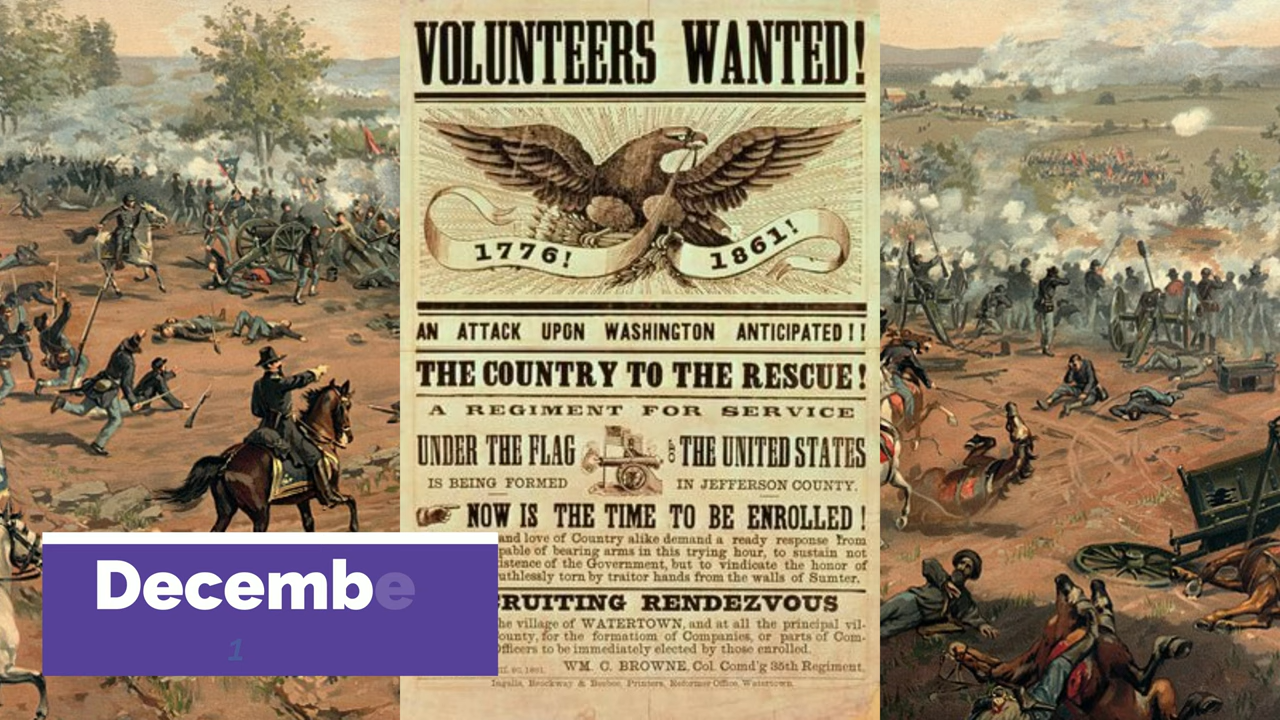 VOLUNTEERS WANTED!
1776! 1861!
AN ATTACK UPON WASHINGTON ANTICIPATED!!
THE COUNTRY TO THE RESCUE!
A REGIMENT FOR SERVICE
UNDER THE FLAG OF THE UNITED STATES
IS BEING FORMED IN JEFFERSON COUNTY.
NOW IS THE TIME TO BE ENROLLED!
and love of Country alike demand a ready response from
pable of bearing arms in this trying hour, to sustain not
istence of the Government, but to vindicate the honor of
uthlessly torn by traitor hands from the walls of Sumter.
CRUITING RENDEZVOUS
he village of WATERTOWN, and at all the principal vil-
ounty, for the formation of Companies, or parts of Com-
Officers to be immediately elected by those enrolled.
WM. C. BROWNE, Col. Comd'g 35th Regiment.
Ingalls, Brockway & Beebee, Printers, Reformer Office, Watertown.
Decembe
1